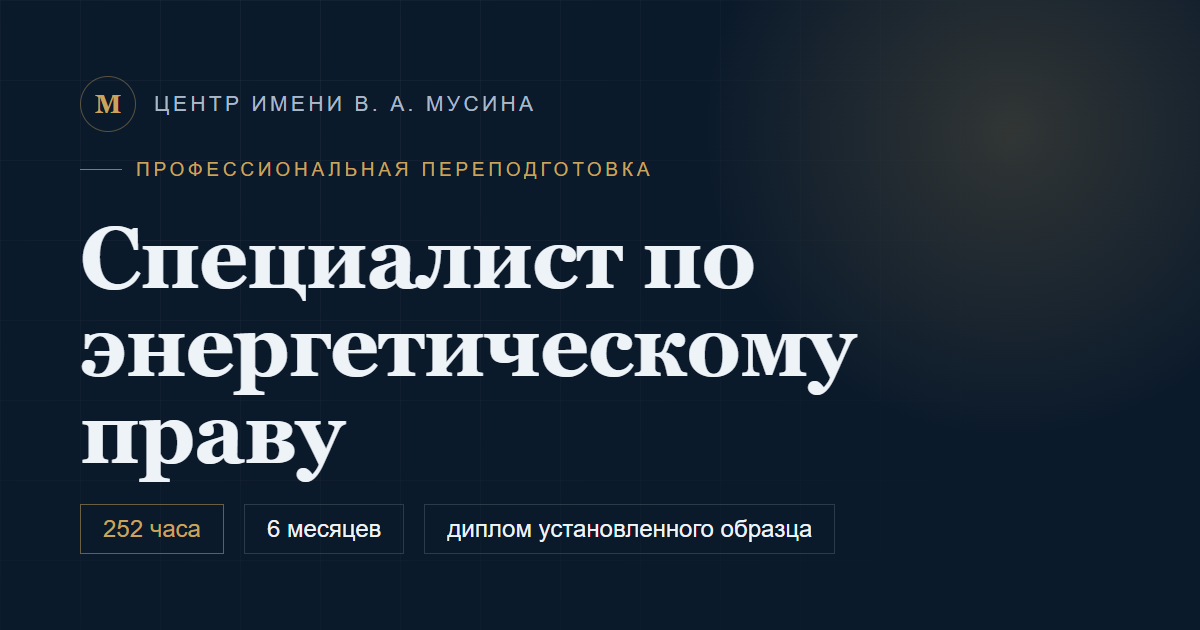 М
ЦЕНТР ИМЕНИ В. А. МУСИНА
ПРОФЕССИОНАЛЬНАЯ ПЕРЕПОДГОТОВКА
Специалист по
энергетическому
праву
252 часа
6 месяцев
диплом установленного образца